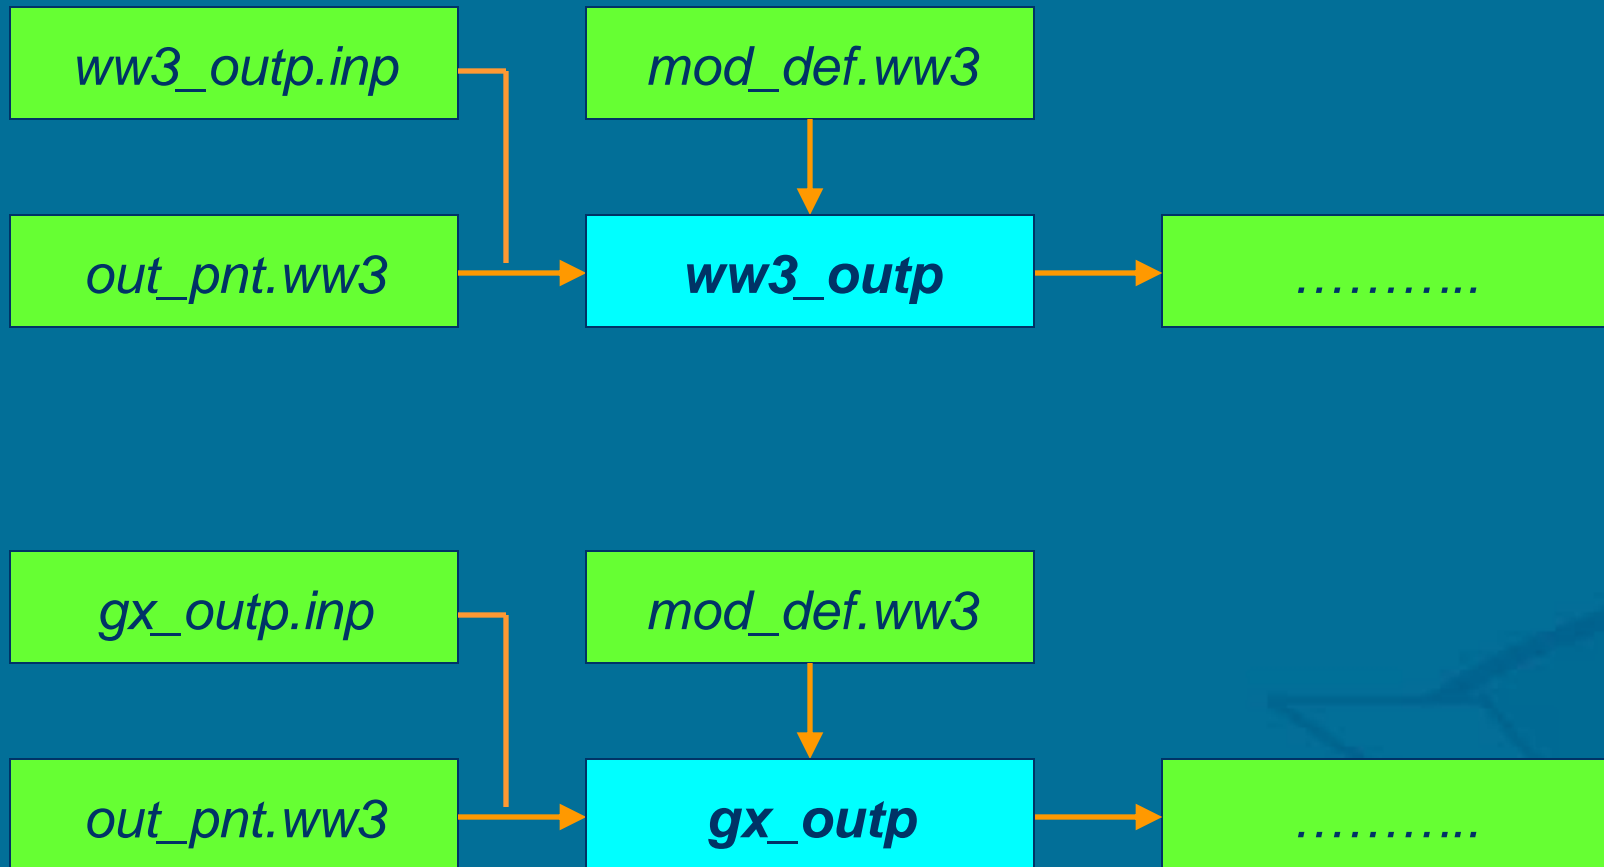 ww3_outp.inp
mod_def.ww3
out_pnt.ww3
ww3_outp
………..
gx_outp.inp
mod_def.ww3
out_pnt.ww3
gx_outp
………..